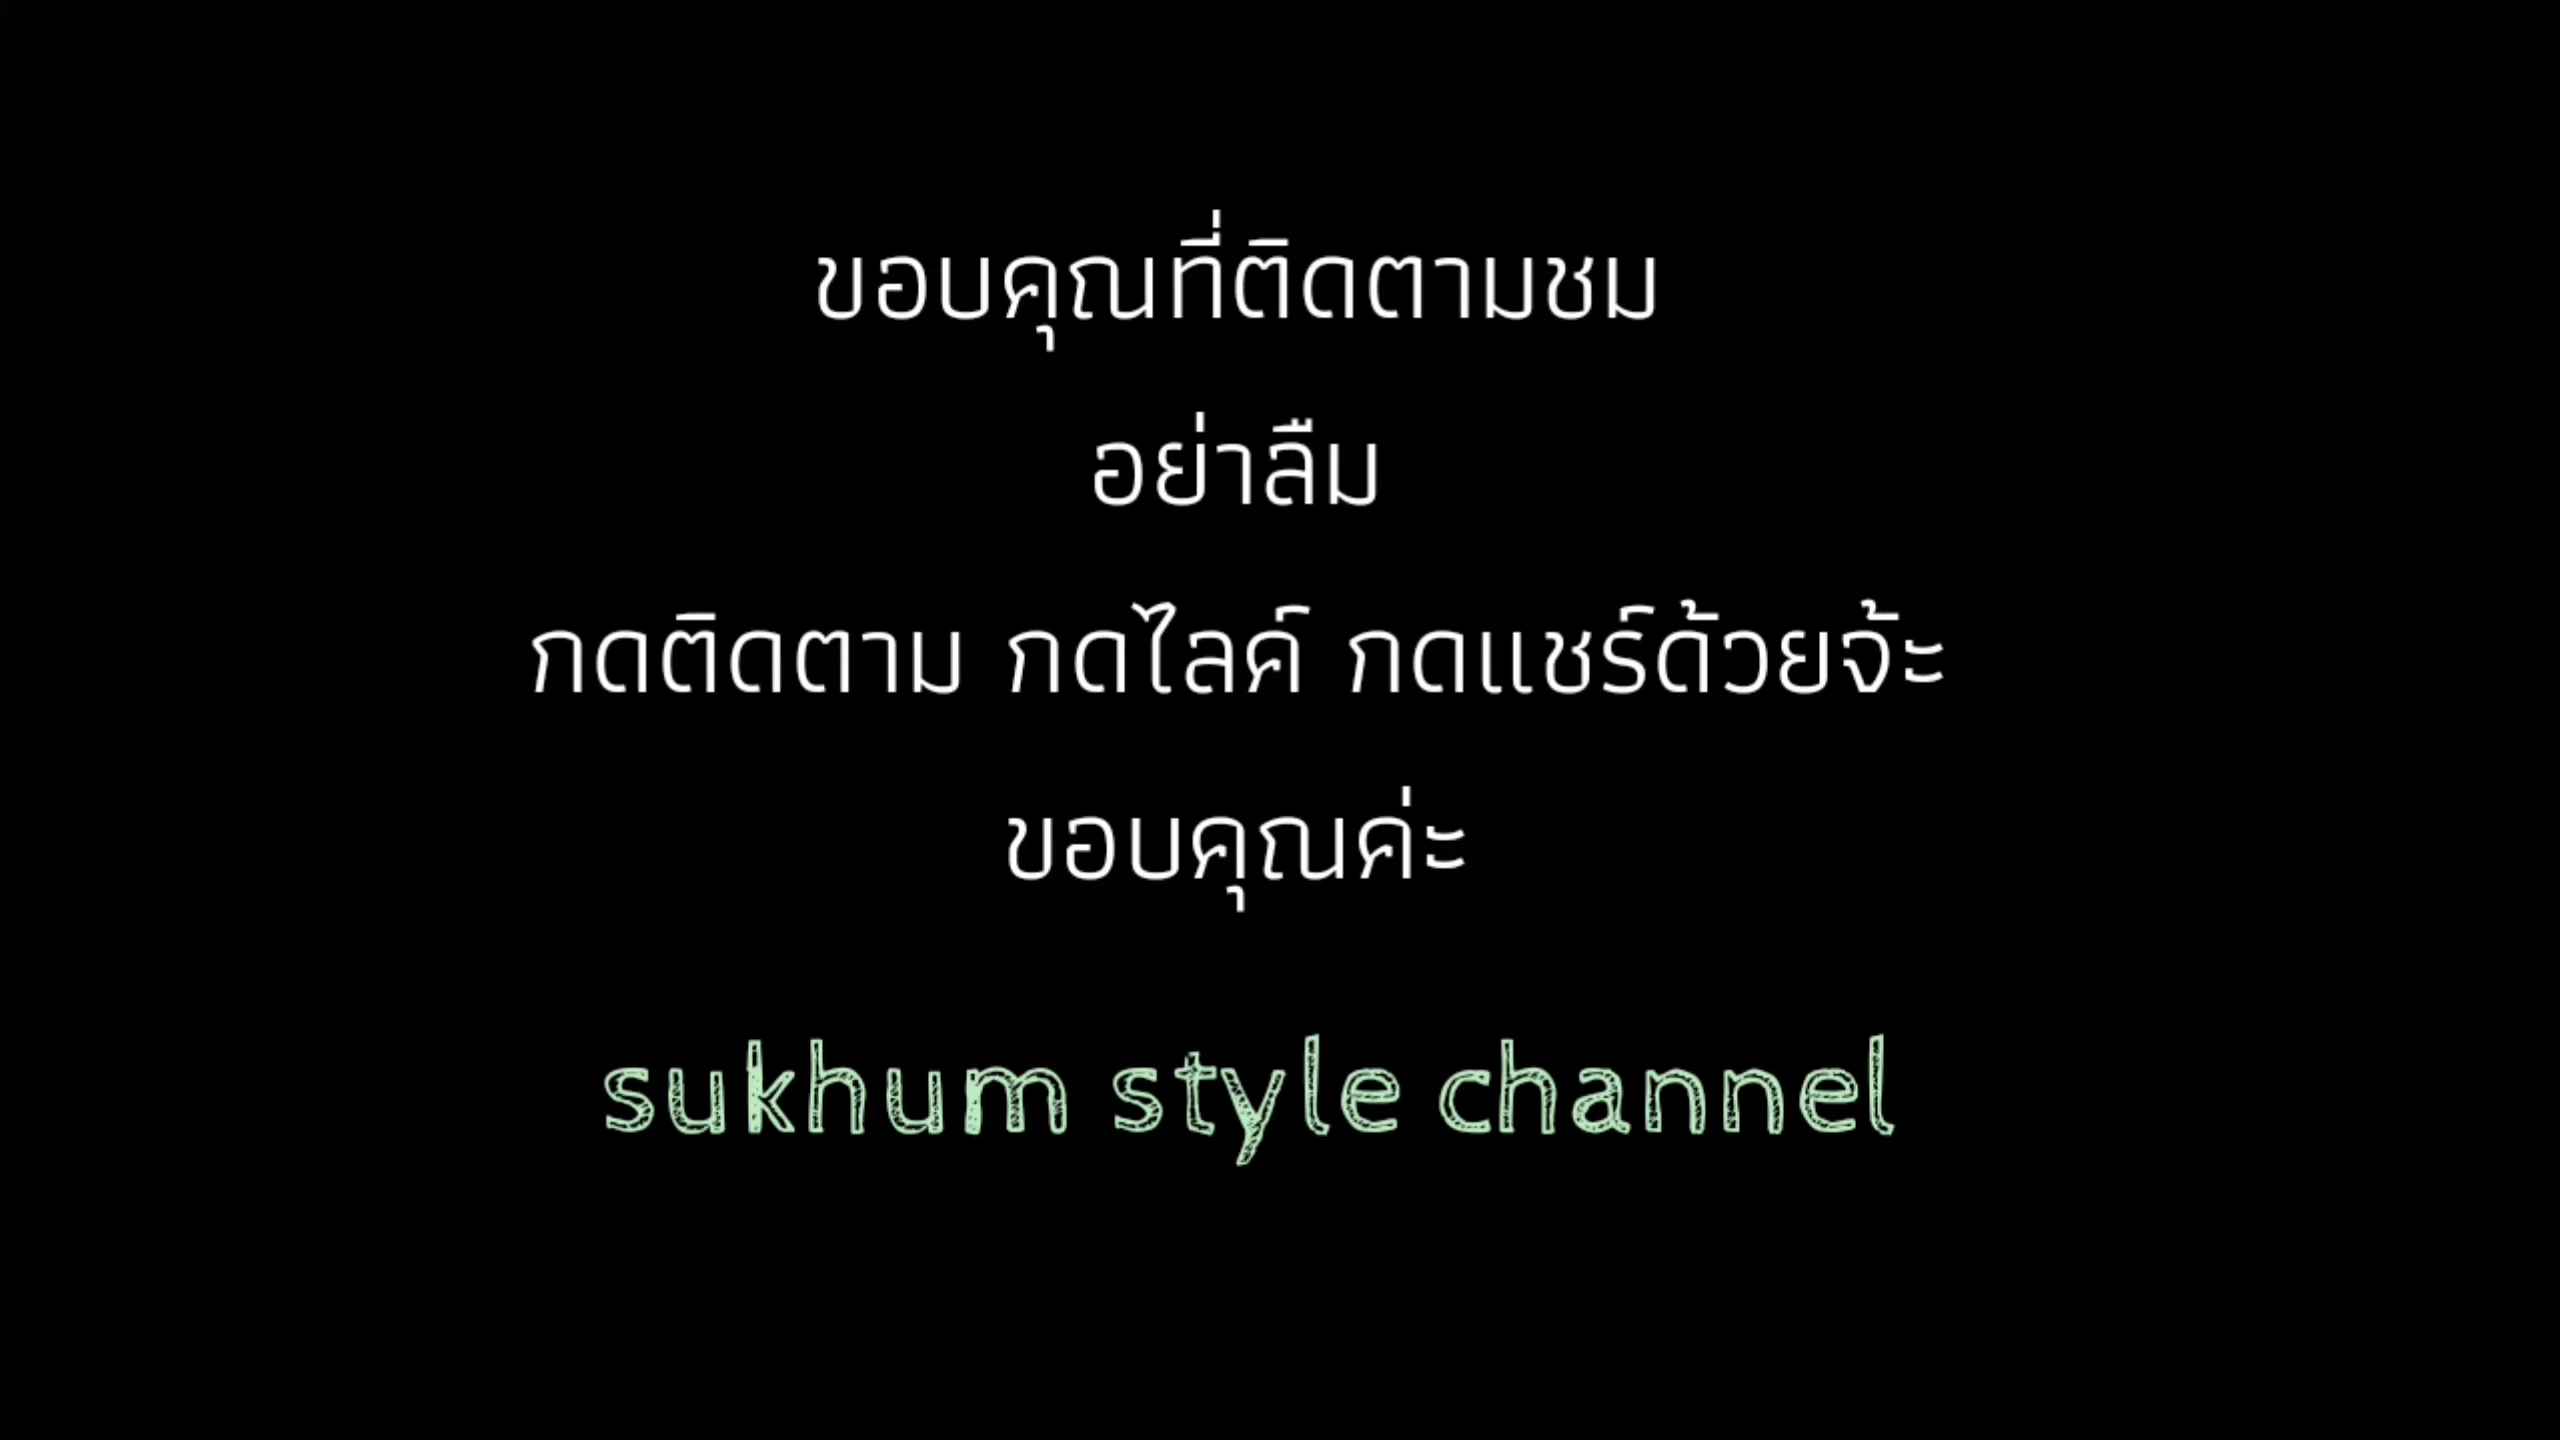 ขอบคุณที่ติดตามชม
อย่าลืม
กดติดตาม กดไลค์ กดแชร์ด้วยจ้ะ
ขอบคุณค่ะ
sukhum style channel